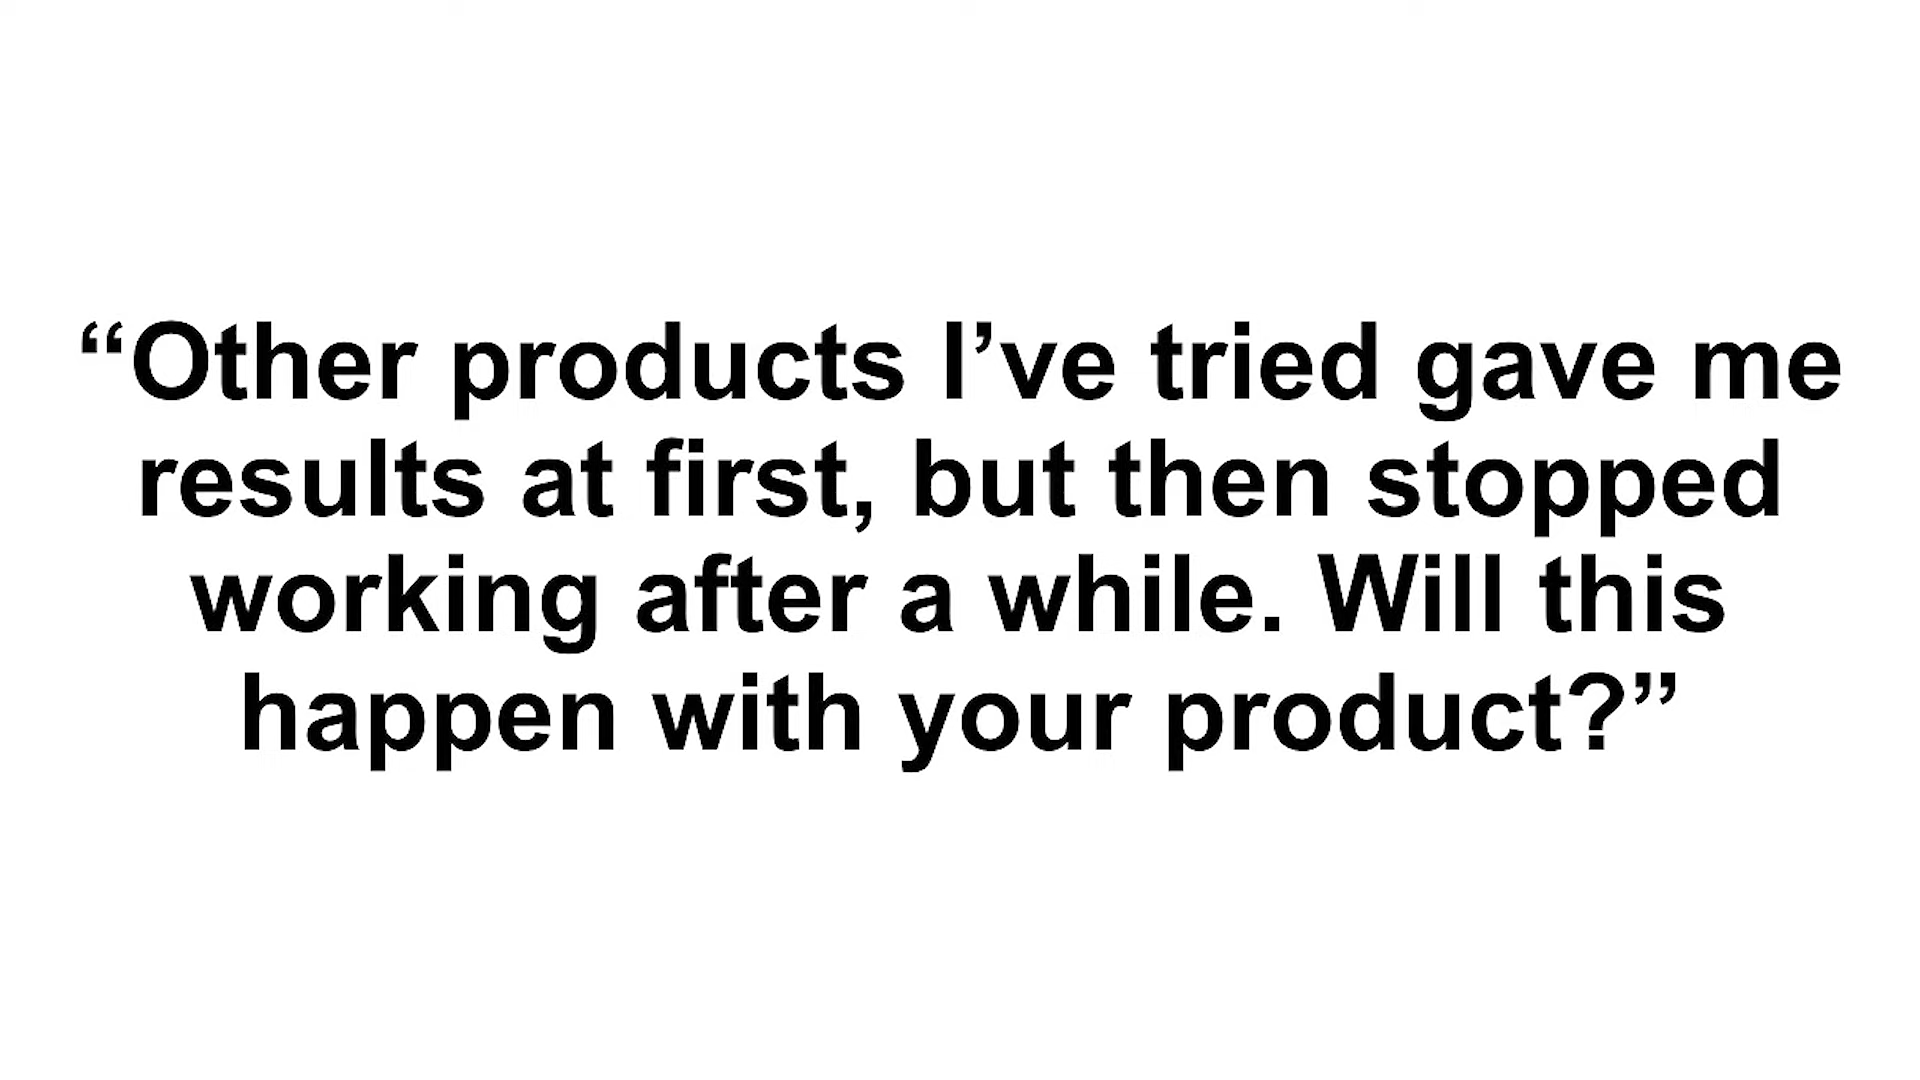 “Other products I’ve tried gave me
results at first, but then stopped
working after a while. Will this
happen with your product?”